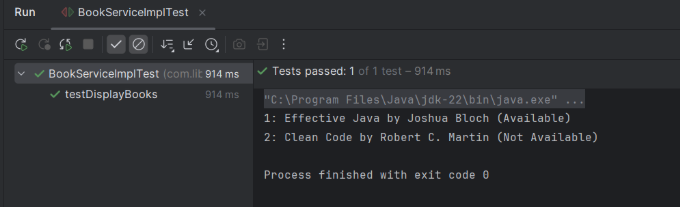 Run
BookServiceImplTest
BookServiceImplTest (com.lib 914 ms
testDisplayBooks 914 ms
Tests passed: 1 of 1 test – 914 ms
"C:\Program Files\Java\jdk-22\bin\java.exe" ...
1: Effective Java by Joshua Bloch (Available)
2: Clean Code by Robert C. Martin (Not Available)
Process finished with exit code 0